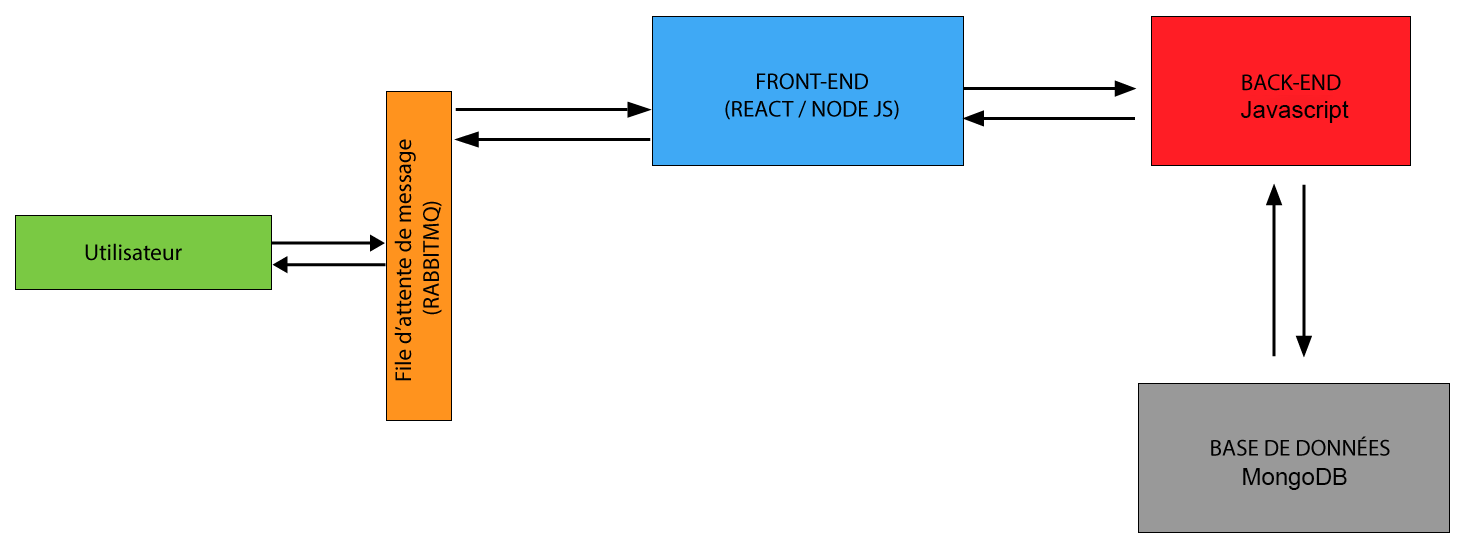 Utilisateur
File d'attente de message
(RABBITMQ)
FRONT-END
(REACT / NODE JS)
BACK-END
Javascript
BASE DE DONNÉES
MongoDB